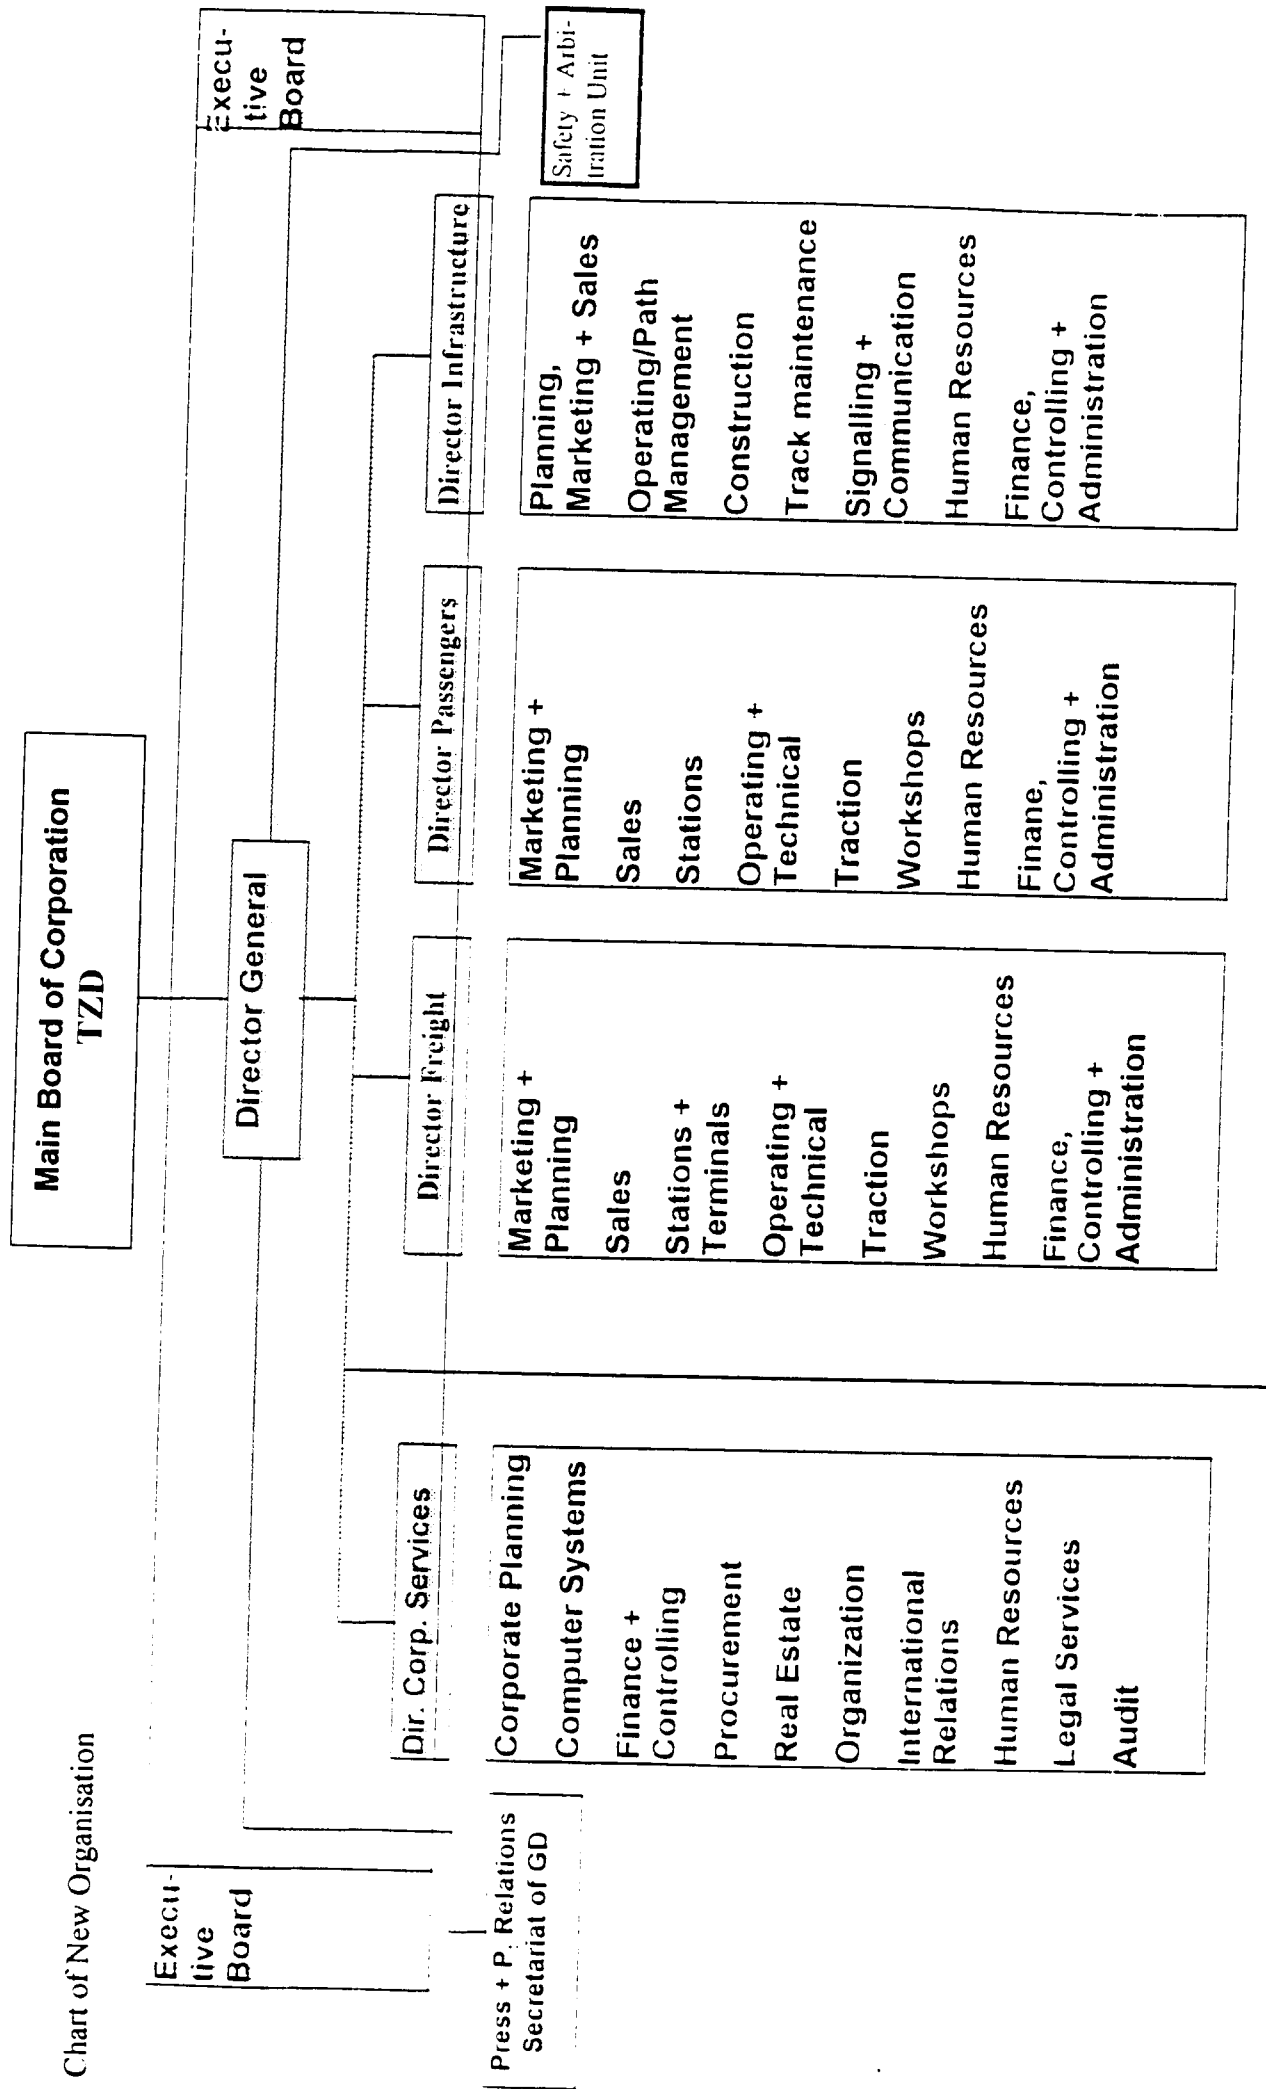 Chart of New Organisation
Main Board of Corporation
TZD
Execu-
tive
Board
Director General
Execu-
tive
Board
Press + P. Relations
Secretariat of GD
Safety + Arbi-
tration Unit
Dir. Corp. Services
Corporate Planning
Computer Systems
Finance +
Controlling
Procurement
Real Estate
Organization
International
Relations
Human Resources
Legal Services
Audit
Director Freight
Marketing +
Planning
Sales
Stations +
Terminals
Operating +
Technical
Traction
Workshops
Human Resources
Finance,
Controlling +
Administration
Director Passengers
Marketing +
Planning
Sales
Stations
Operating +
Technical
Traction
Workshops
Human Resources
Finane,
Controlling +
Administration
Director Infrastructure
Planning,
Marketing + Sales
Operating/Path
Management
Construction
Track maintenance
Signalling +
Communication
Human Resources
Finance,
Controlling +
Administration